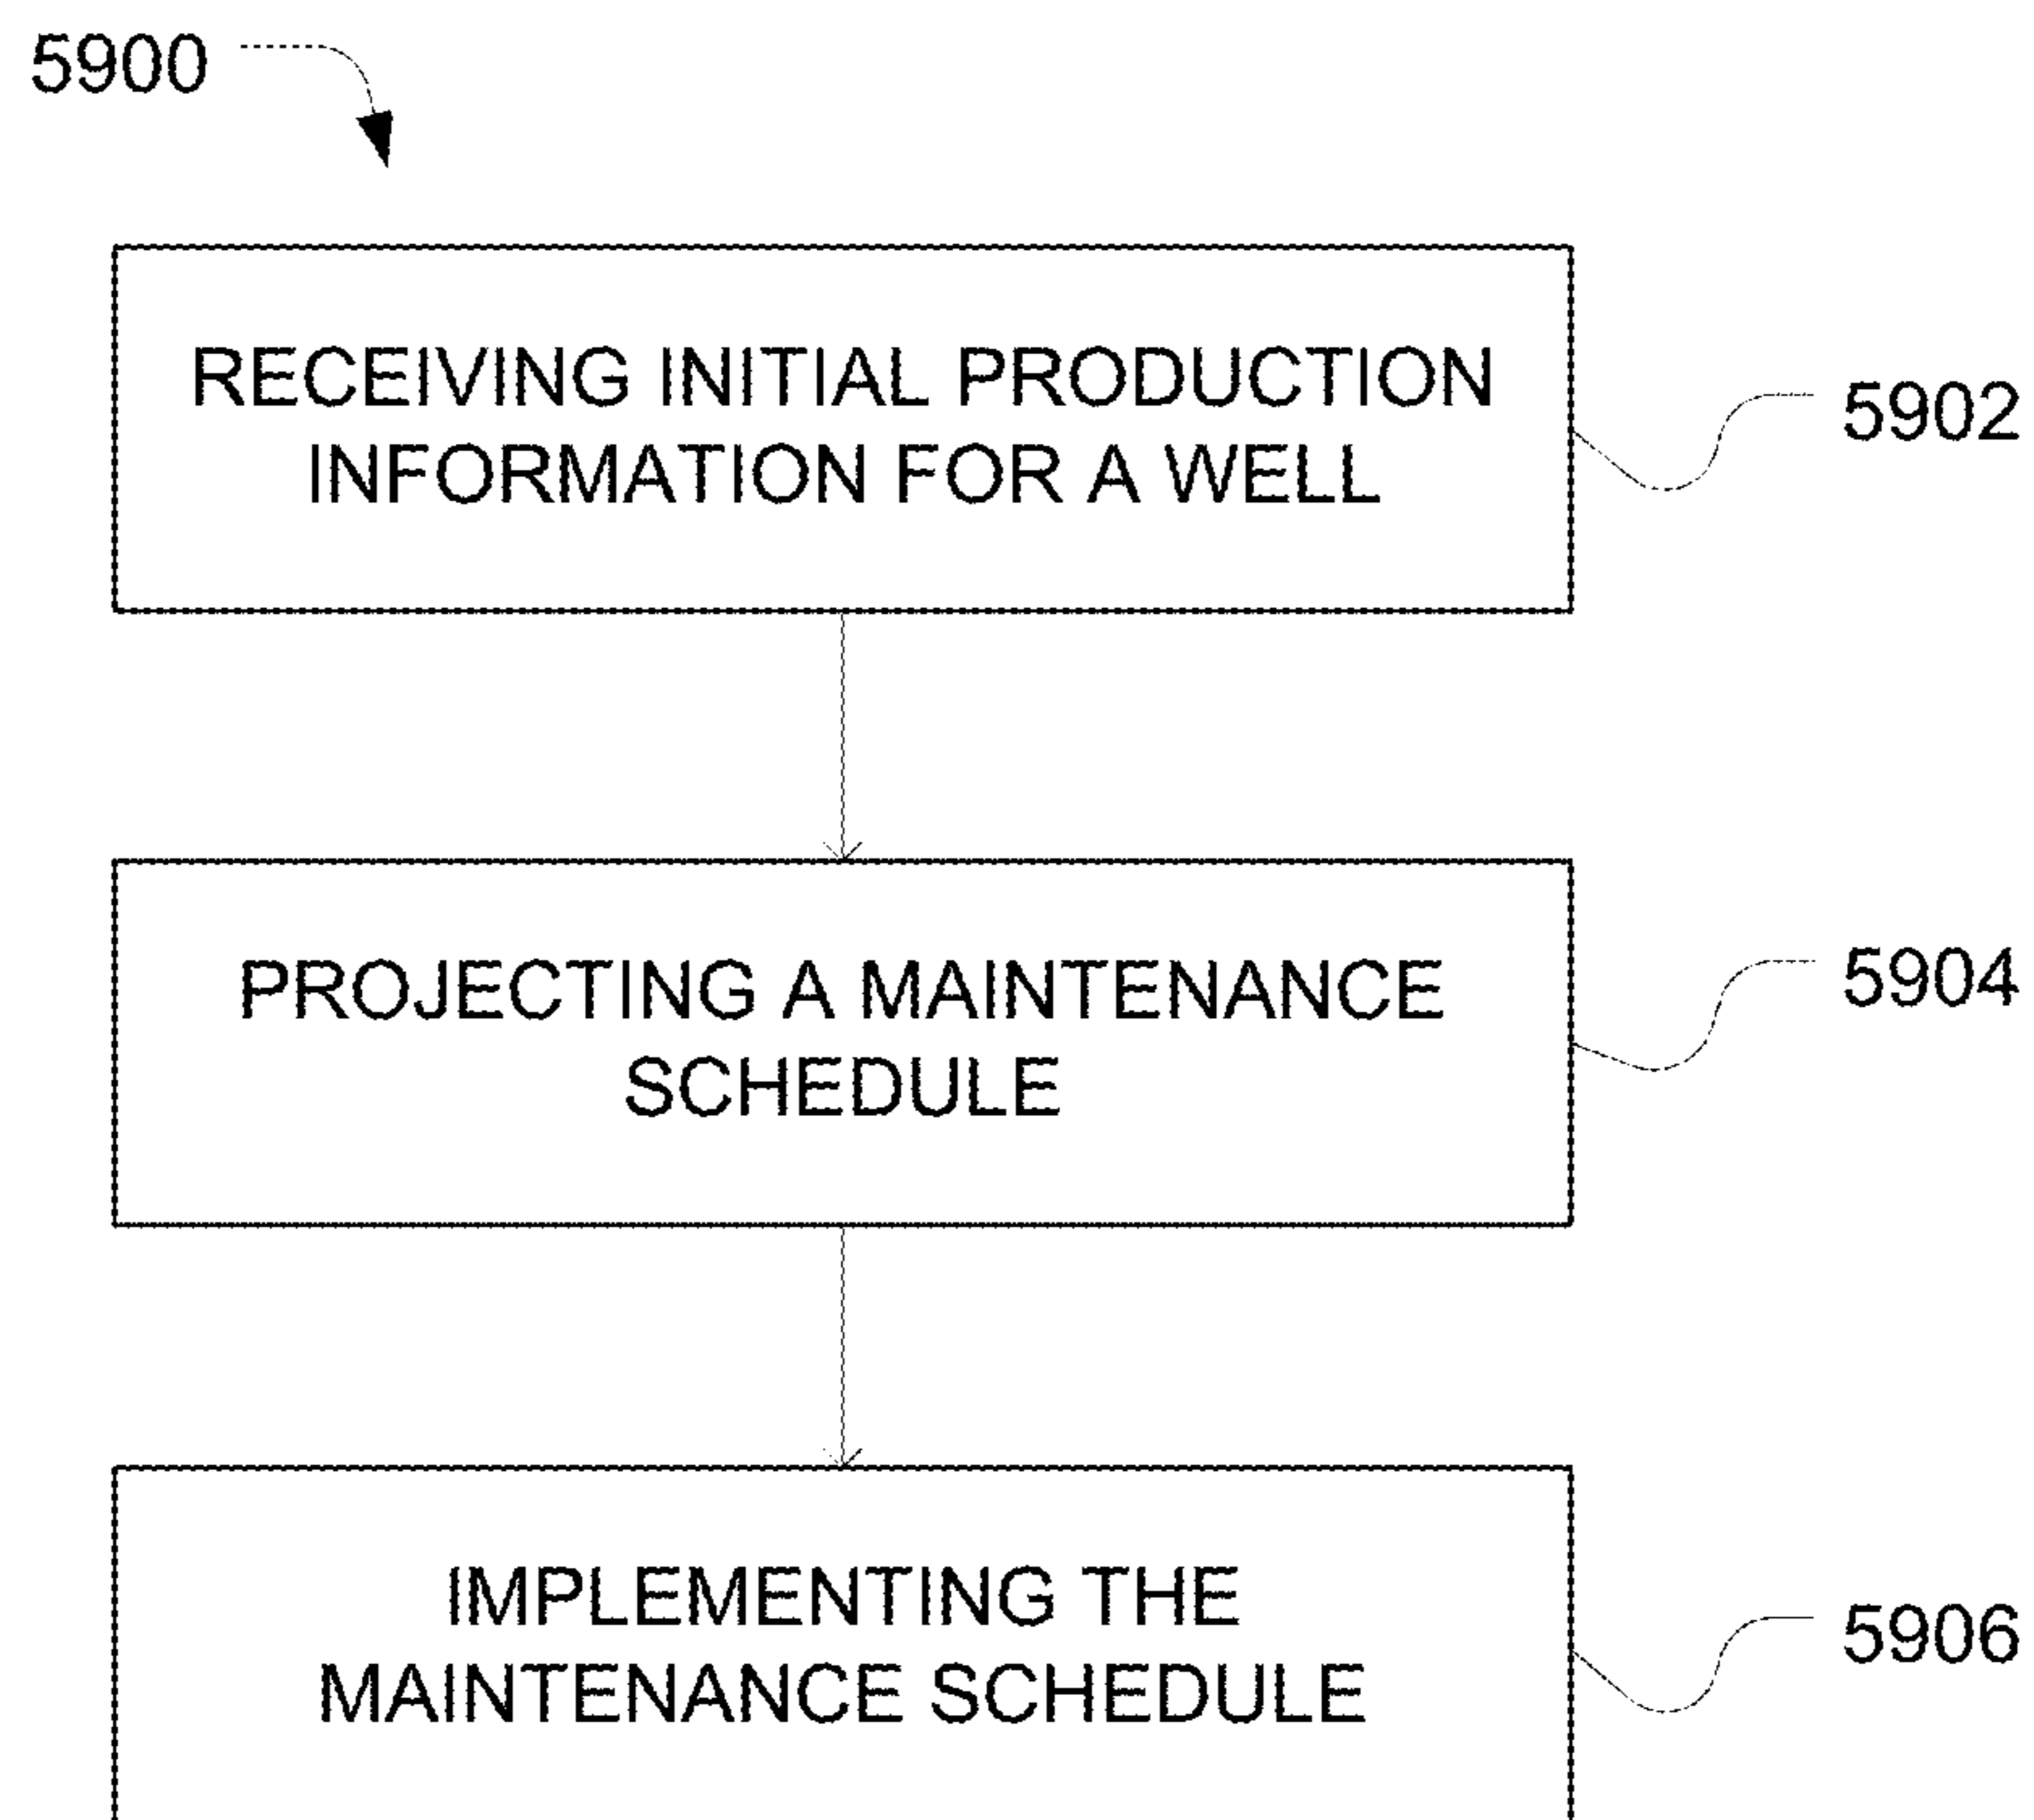 5900
RECEIVING INITIAL PRODUCTION
INFORMATION FOR A WELL
5902
PROJECTING A MAINTENANCE
SCHEDULE
5904
IMPLEMENTING THE
MAINTENANCE SCHEDULE
5906